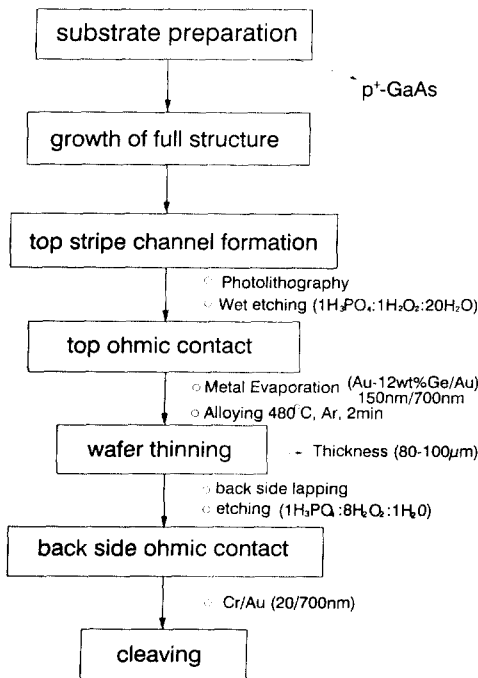 substrate preparation
p⁺-GaAs
growth of full structure
top stripe channel formation
○ Photolithography
○ Wet etching (1H₃PO₄:1H₂O₂:20H₂O)
top ohmic contact
○ Metal Evaporation (Au-12wt%Ge/Au)
150nm/700nm
○ Alloying 480°C, Ar, 2min
wafer thinning
- Thickness (80-100μm)
○ back side lapping
○ etching (1H₃PO₄:8H₂O₂:1H₂0)
back side ohmic contact
○ Cr/Au (20/700nm)
cleaving